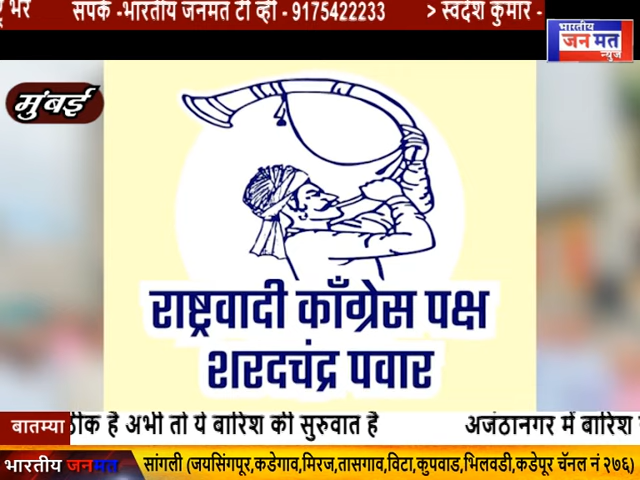 भर संपर्क -भारतीय जनमत टी व्ही - 9175422233 > स्वदेश कुमार -
भारतीय
जन मत
न्युज
मुंबई
राष्ट्रवादी काँग्रेस पक्ष
शरदचंद्र पवार
बातम्या ठीक है अभी तो ये बारिश की सुरुवात है अजंठानगर में बारिश
भारतीय जनमत सांगली (जयसिंगपूर,कडेगाव,मिरज,तासगाव,विटा,कुपवाड,भिलवडी,कडेपूर चॅनल नं २७६)